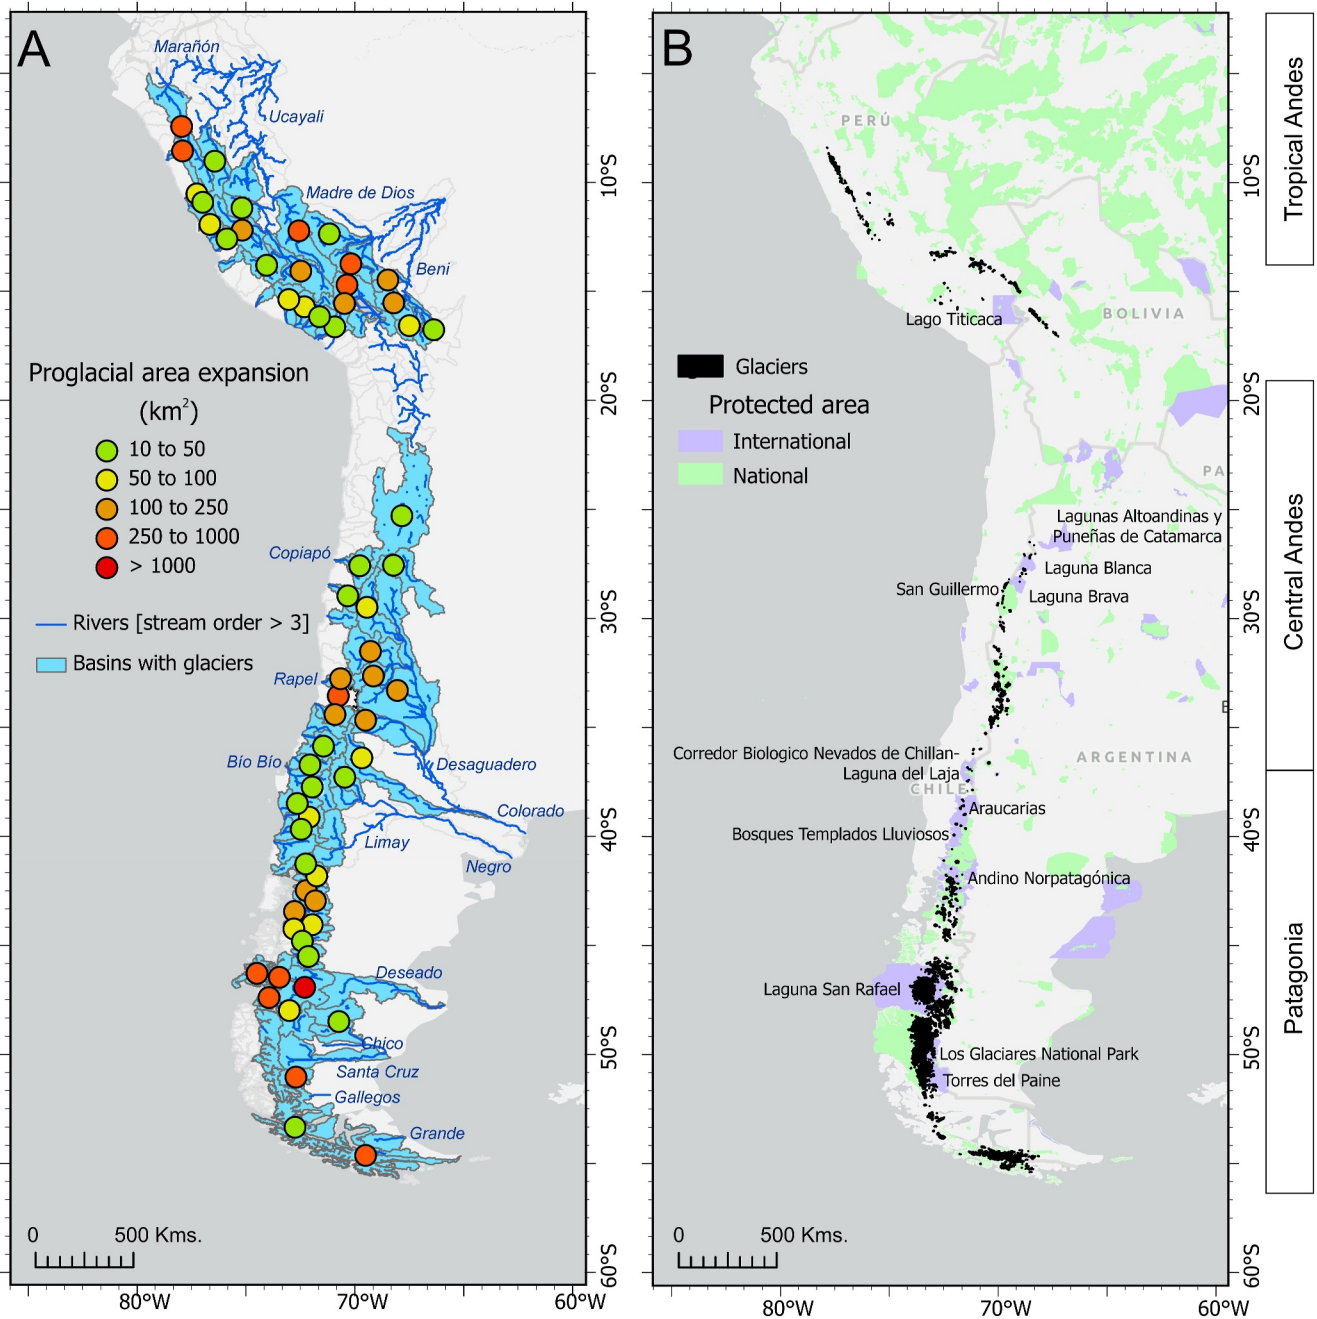 A
Marañón
Ucayali
Madre de Dios
Beni
Proglacial area expansion
(km²)
10 to 50
50 to 100
100 to 250
250 to 1000
> 1000
Rivers [stream order > 3]
Basins with glaciers
Copiapó
Rapel
Bío Bío
Desaguadero
Colorado
Limay
Negro
Deseado
Chico
Santa Cruz
Gallegos
Grande
0 500 Kms.
80°W 70°W 60°W
10°S
20°S
30°S
40°S
50°S
60°S
B
PERÚ
BOLIVIA
Lago Titicaca
Glaciers
Protected area
International
National
PA
Lagunas Altoandinas y
Puneñas de Catamarca
Laguna Blanca
San Guillermo
Laguna Brava
E
Corredor Biologico Nevados de Chillan-
Laguna del Laja
ARGENTINA
CHILE
Araucarias
Bosques Templados Lluviosos
Andino Norpatagónica
Laguna San Rafael
Los Glaciares National Park
Torres del Paine
0 500 Kms.
80°W 70°W 60°W
10°S
20°S
30°S
40°S
50°S
60°S
Tropical Andes
Central Andes
Patagonia